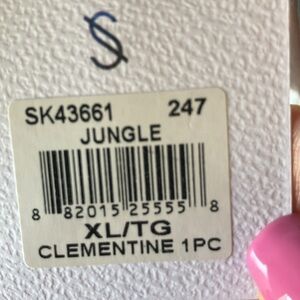 S
SK43661 247
JUNGLE
8 82015 25555 8
XL/TG
CLEMENTINE 1PC